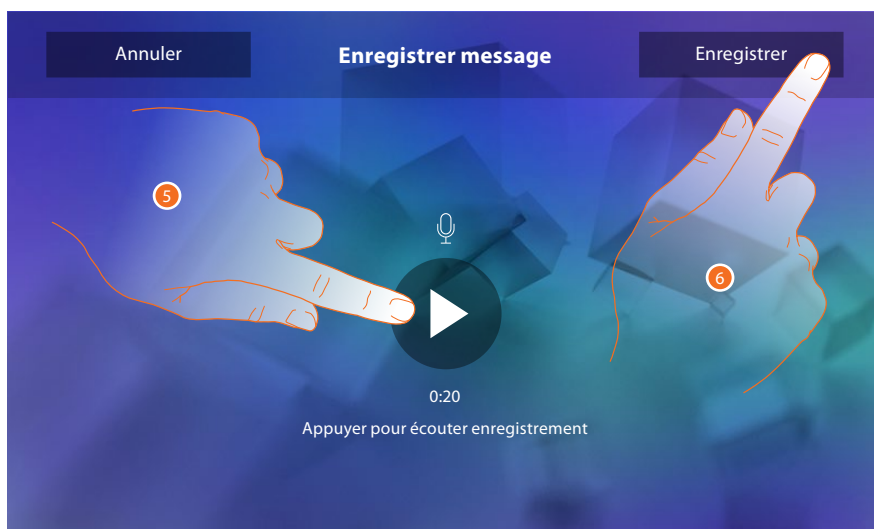 Annuler
Enregistrer message
Enregistrer
5
6
0:20
Appuyer pour écouter enregistrement